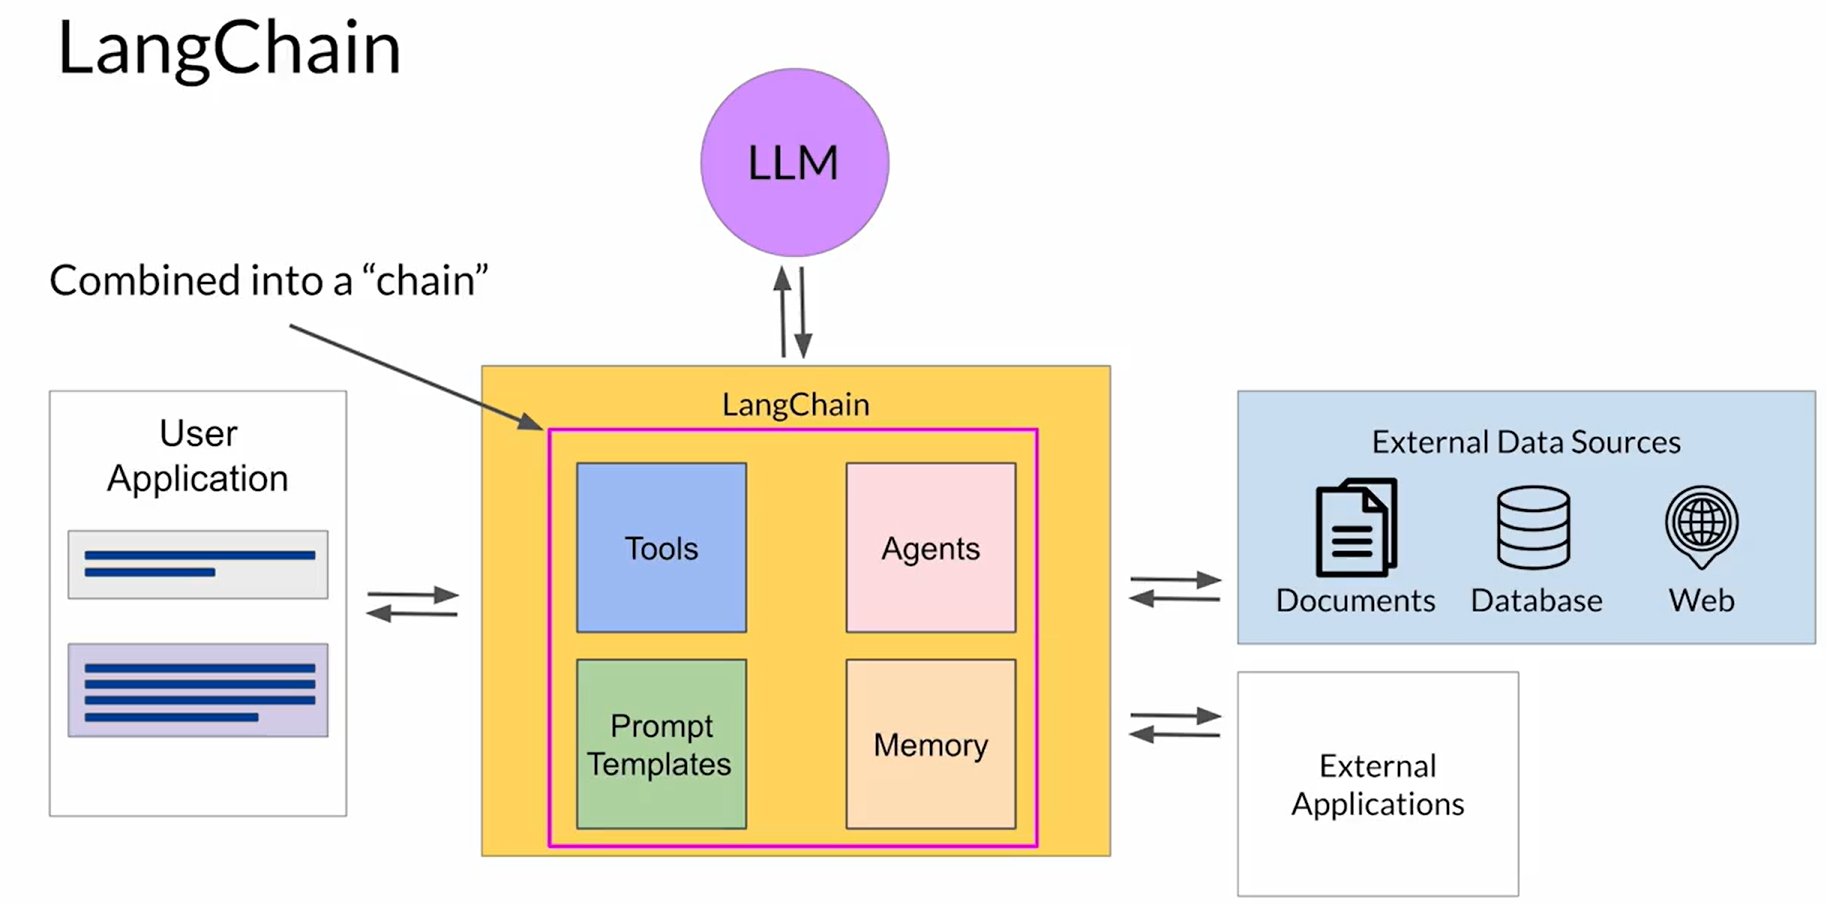 LangChain
LLM
Combined into a “chain”
User
Application
LangChain
Tools
Agents
Prompt
Templates
Memory
External Data Sources
Documents
Database
Web
External
Applications